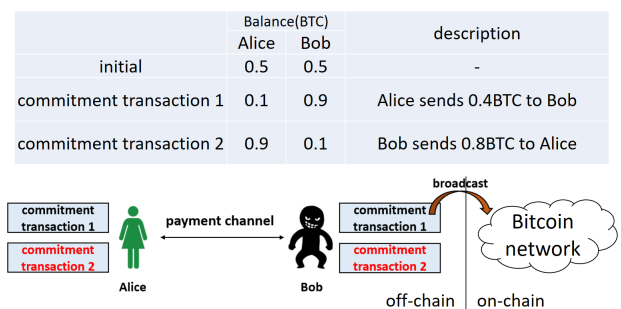 Balance(BTC)
description
Alice Bob
initial 0.5 0.5 -
commitment transaction 1 0.1 0.9 Alice sends 0.4BTC to Bob
commitment transaction 2 0.9 0.1 Bob sends 0.8BTC to Alice
broadcast
commitment
transaction 1
commitment
transaction 2
Alice
payment channel
Bob
commitment
transaction 1
commitment
transaction 2
Bitcoin
network
off-chain on-chain